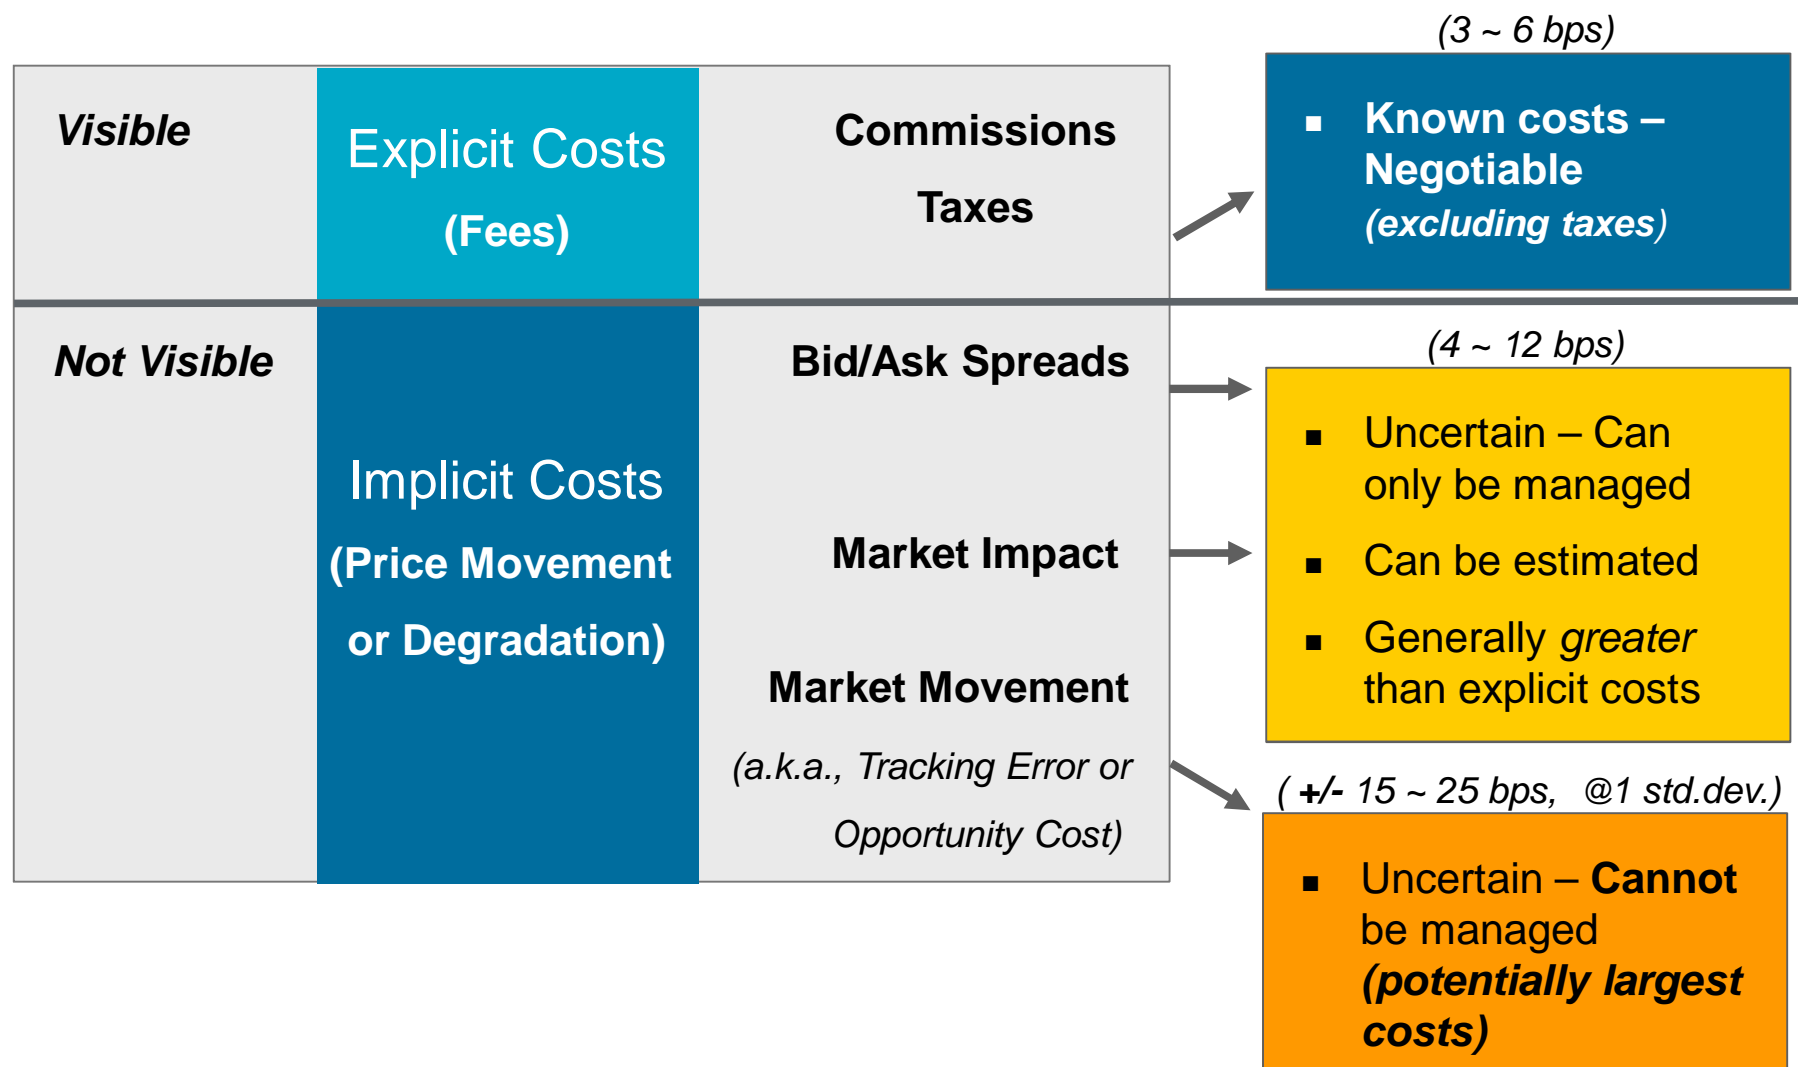 (3 ~ 6 bps)
Visible
Explicit Costs
(Fees)
Commissions
Taxes
■ Known costs –
Negotiable
(excluding taxes)
Not Visible
Implicit Costs
(Price Movement
or Degradation)
Bid/Ask Spreads
Market Impact
Market Movement
(a.k.a., Tracking Error or
Opportunity Cost)
(4 ~ 12 bps)
■ Uncertain – Can
only be managed
■ Can be estimated
■ Generally greater
than explicit costs
( +/- 15 ~ 25 bps, @1 std.dev.)
■ Uncertain – Cannot
be managed
(potentially largest
costs)